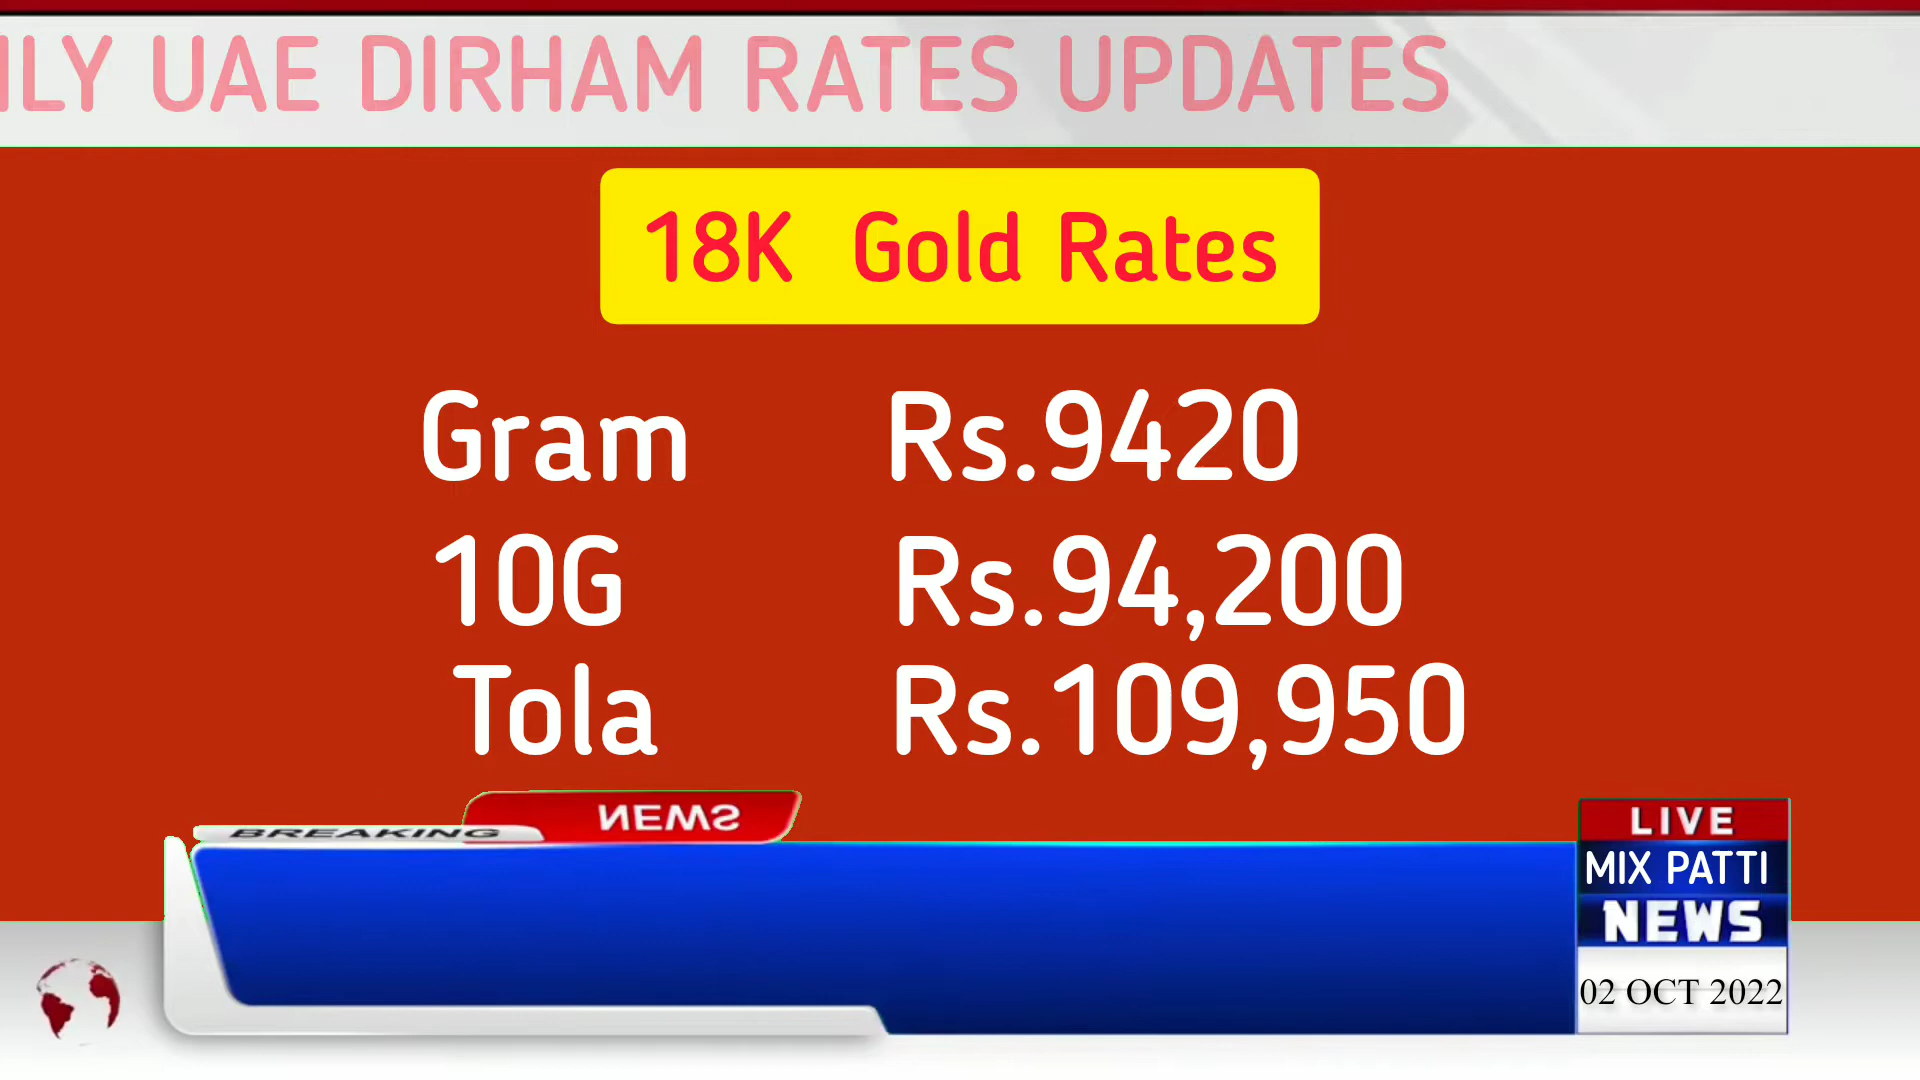 ILY UAE DIRHAM RATES UPDATES
18K Gold Rates
Gram Rs.9420
10G Rs.94,200
Tola Rs.109,950
NEWS
BREAKING
LIVE
MIX PATTI
NEWS
02 OCT 2022